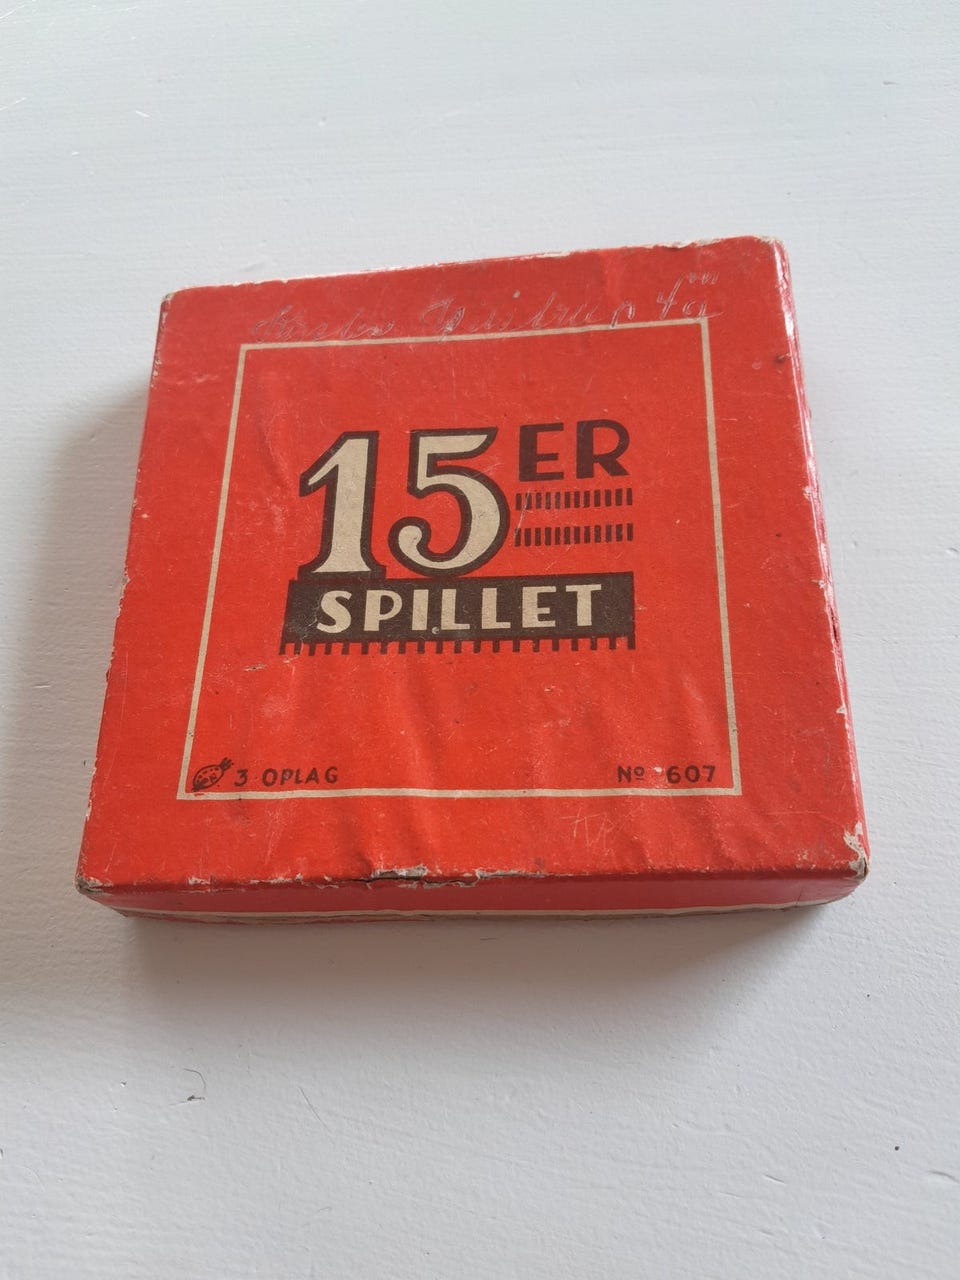 15ER
SPILLET
3 OPLAG
Nº 607